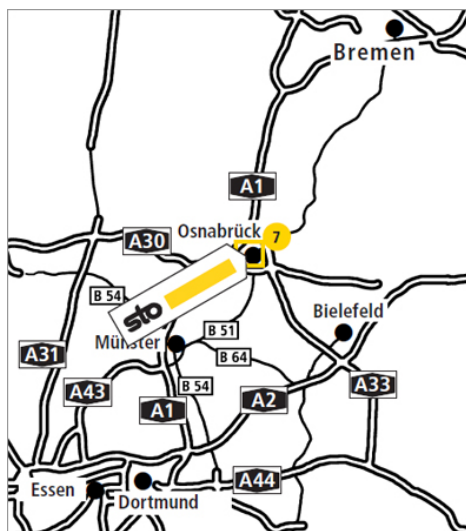 Bremen
A1
Osnabrück
7
A30
B 54
sto
Bielefeld
B 51
Münster
A31
B 64
A33
A43
B 54
A1
A2
A44
Essen
Dortmund